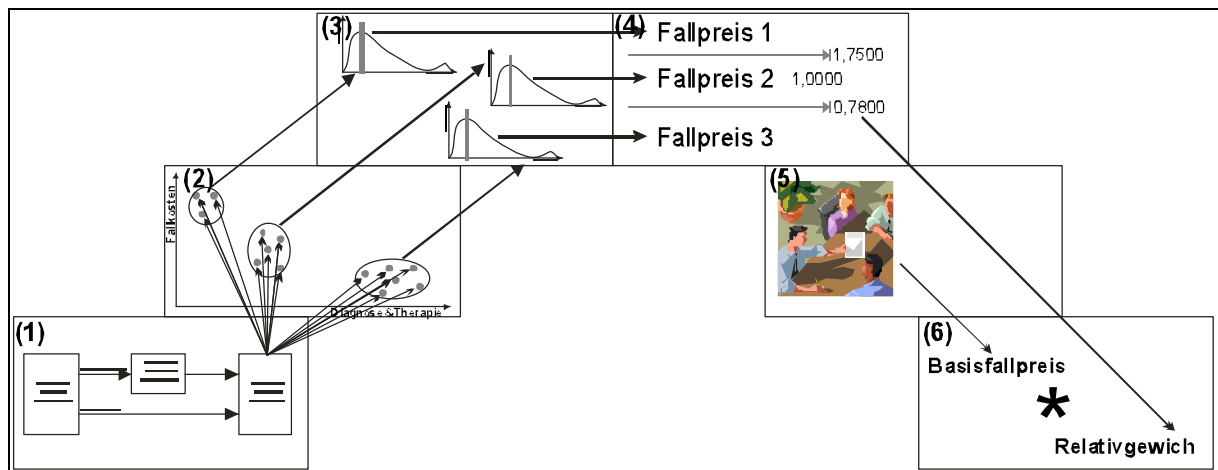 (3)
(4)
Fallpreis 1
1,7500
Fallpreis 2 1,0000
0,7800
Fallpreis 3
(2)
Fallkosten
Diagnose &Therapie
(5)
(1)
(6)
Basisfallpreis
*
Relativgewich